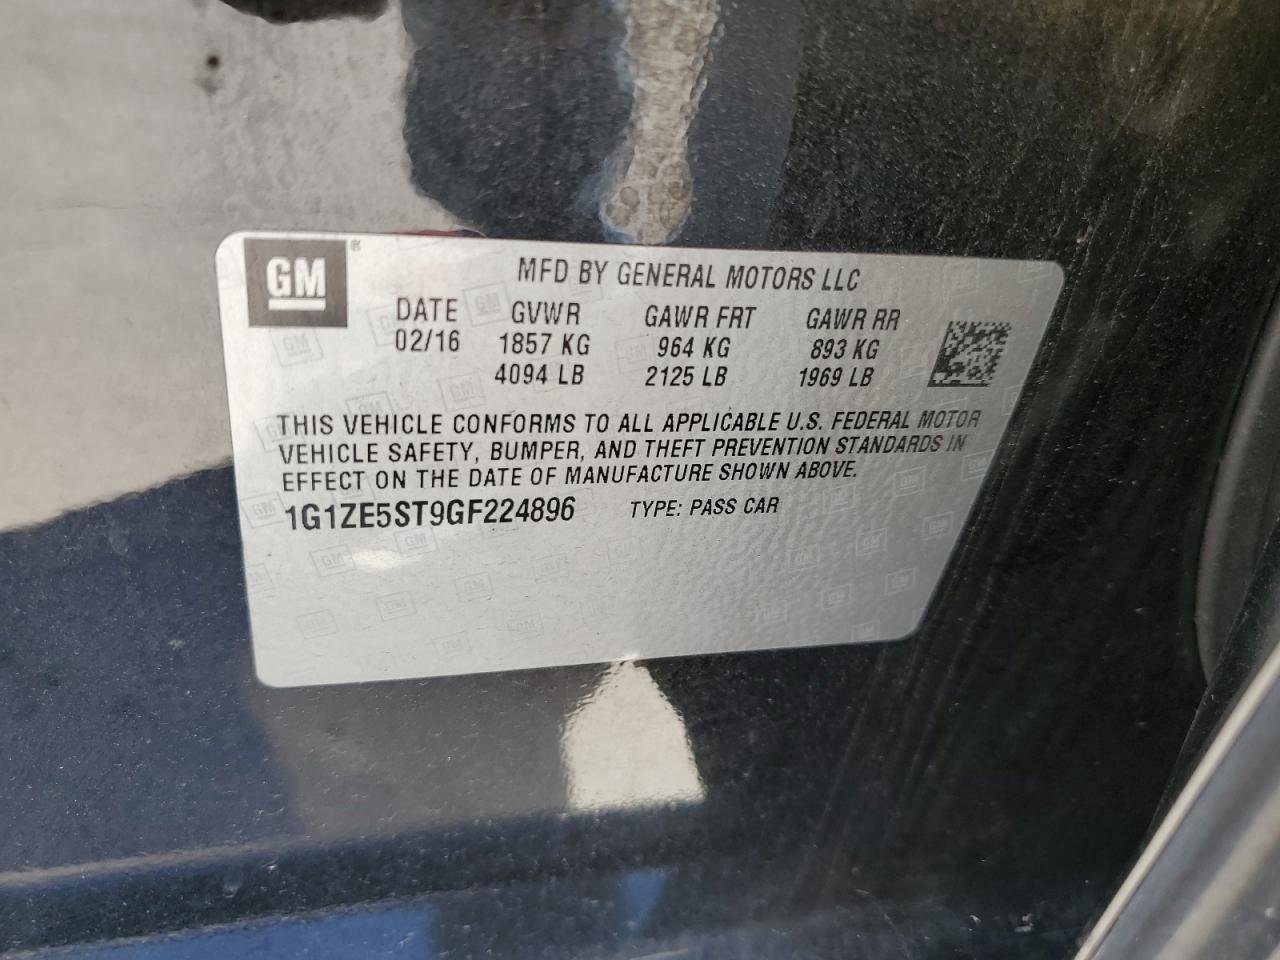 GM ®
MFD BY GENERAL MOTORS LLC
DATE GVWR GAWR FRT GAWR RR
02/16 1857 KG 964 KG 893 KG
4094 LB 2125 LB 1969 LB
THIS VEHICLE CONFORMS TO ALL APPLICABLE U.S. FEDERAL MOTOR
VEHICLE SAFETY, BUMPER, AND THEFT PREVENTION STANDARDS IN
EFFECT ON THE DATE OF MANUFACTURE SHOWN ABOVE.
1G1ZE5ST9GF224896 TYPE: PASS CAR